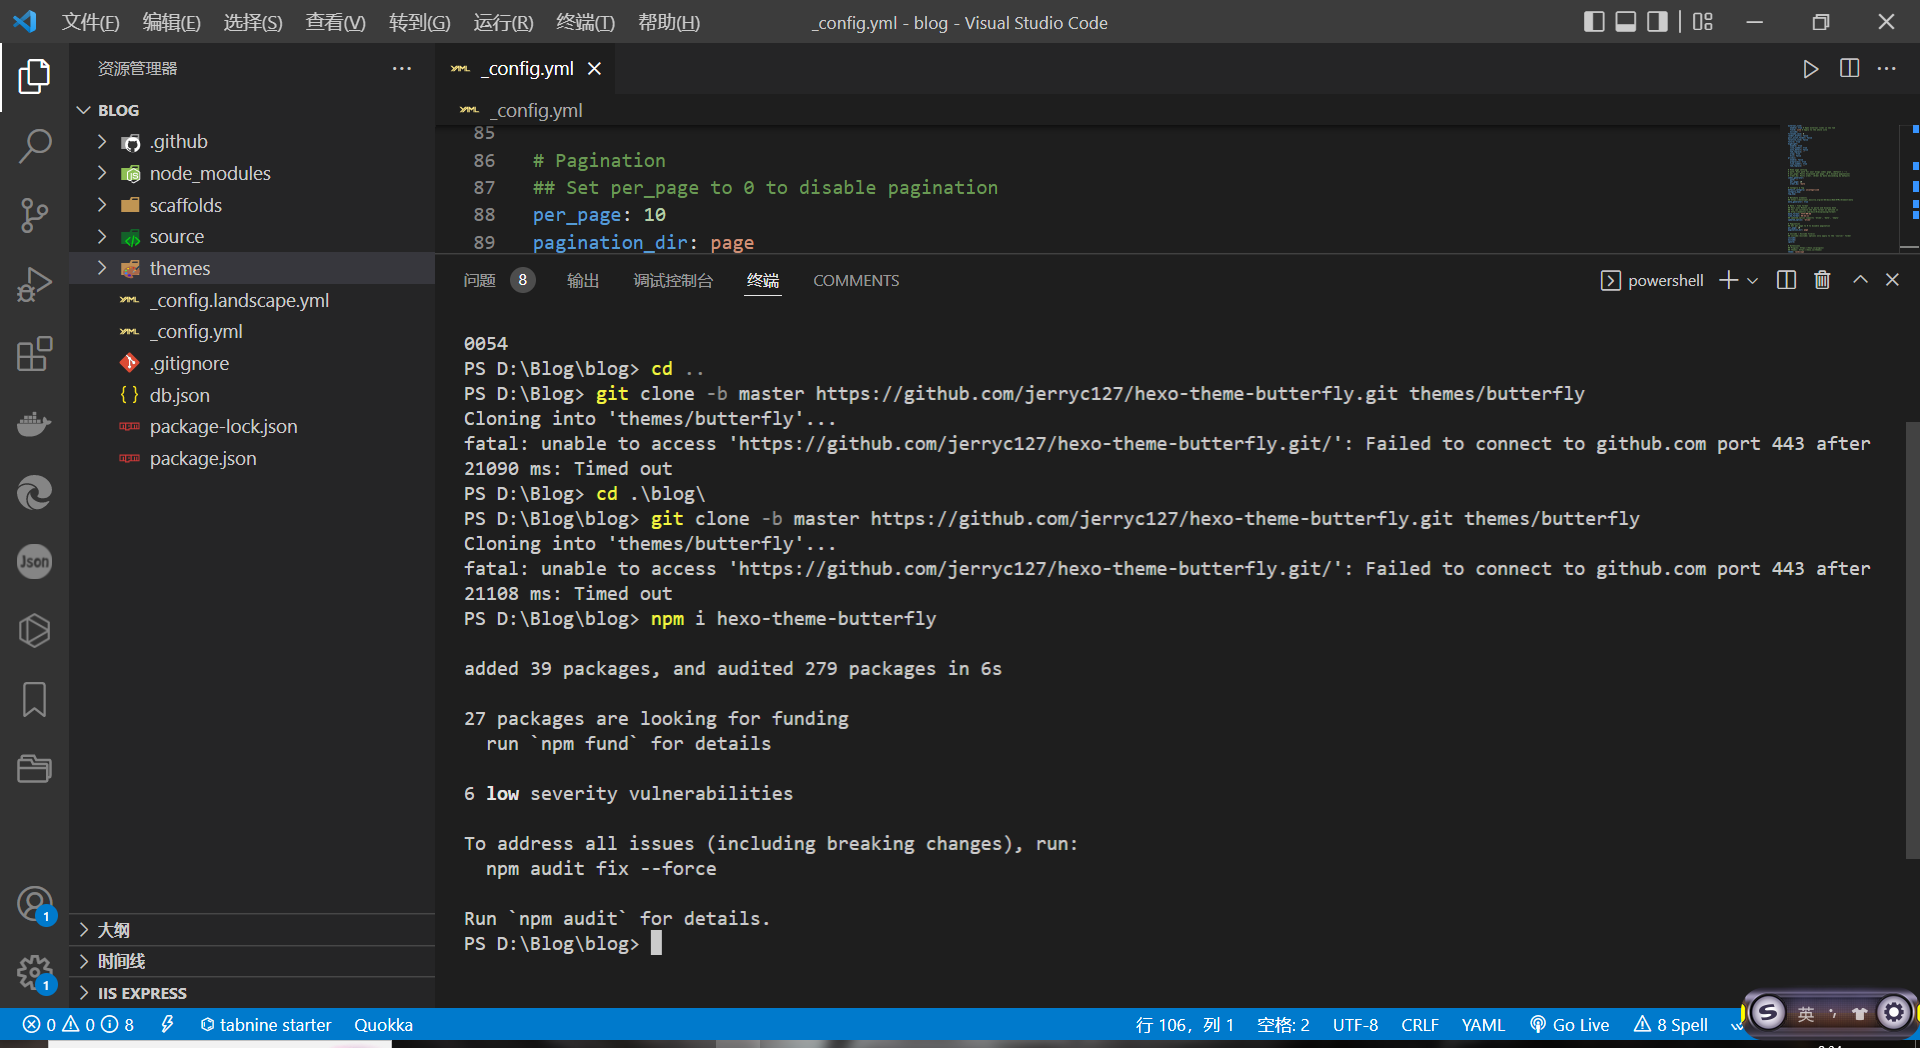 文件(F) 编辑(E) 选择(S) 查看(V) 转到(G) 运行(R) 终端(T) 帮助(H) _config.yml - blog - Visual Studio Code
资源管理器
BLOG
.github
node_modules
scaffolds
source
themes
_config.landscape.yml
_config.yml
.gitignore
db.json
package-lock.json
package.json
大纲
时间线
IIS EXPRESS
_config.yml
_config.yml
85
86 # Pagination
87 ## Set per_page to 0 to disable pagination
88 per_page: 10
89 pagination_dir: page
问题 8 输出 调试控制台 终端 COMMENTS powershell
0054
PS D:\Blog\blog> cd ..
PS D:\Blog> git clone -b master https://github.com/jerryc127/hexo-theme-butterfly.git themes/butterfly
Cloning into 'themes/butterfly'...
fatal: unable to access 'https://github.com/jerryc127/hexo-theme-butterfly.git/': Failed to connect to github.com port 443 after
21090 ms: Timed out
PS D:\Blog> cd .\blog\
PS D:\Blog\blog> git clone -b master https://github.com/jerryc127/hexo-theme-butterfly.git themes/butterfly
Cloning into 'themes/butterfly'...
fatal: unable to access 'https://github.com/jerryc127/hexo-theme-butterfly.git/': Failed to connect to github.com port 443 after
21108 ms: Timed out
PS D:\Blog\blog> npm i hexo-theme-butterfly
added 39 packages, and audited 279 packages in 6s
27 packages are looking for funding
run `npm fund` for details
6 low severity vulnerabilities
To address all issues (including breaking changes), run:
npm audit fix --force
Run `npm audit` for details.
PS D:\Blog\blog>
Json
1
1
0 0 8 tabnine starter Quokka 行 106，列 1 空格: 2 UTF-8 CRLF YAML Go Live 8 Spell
英